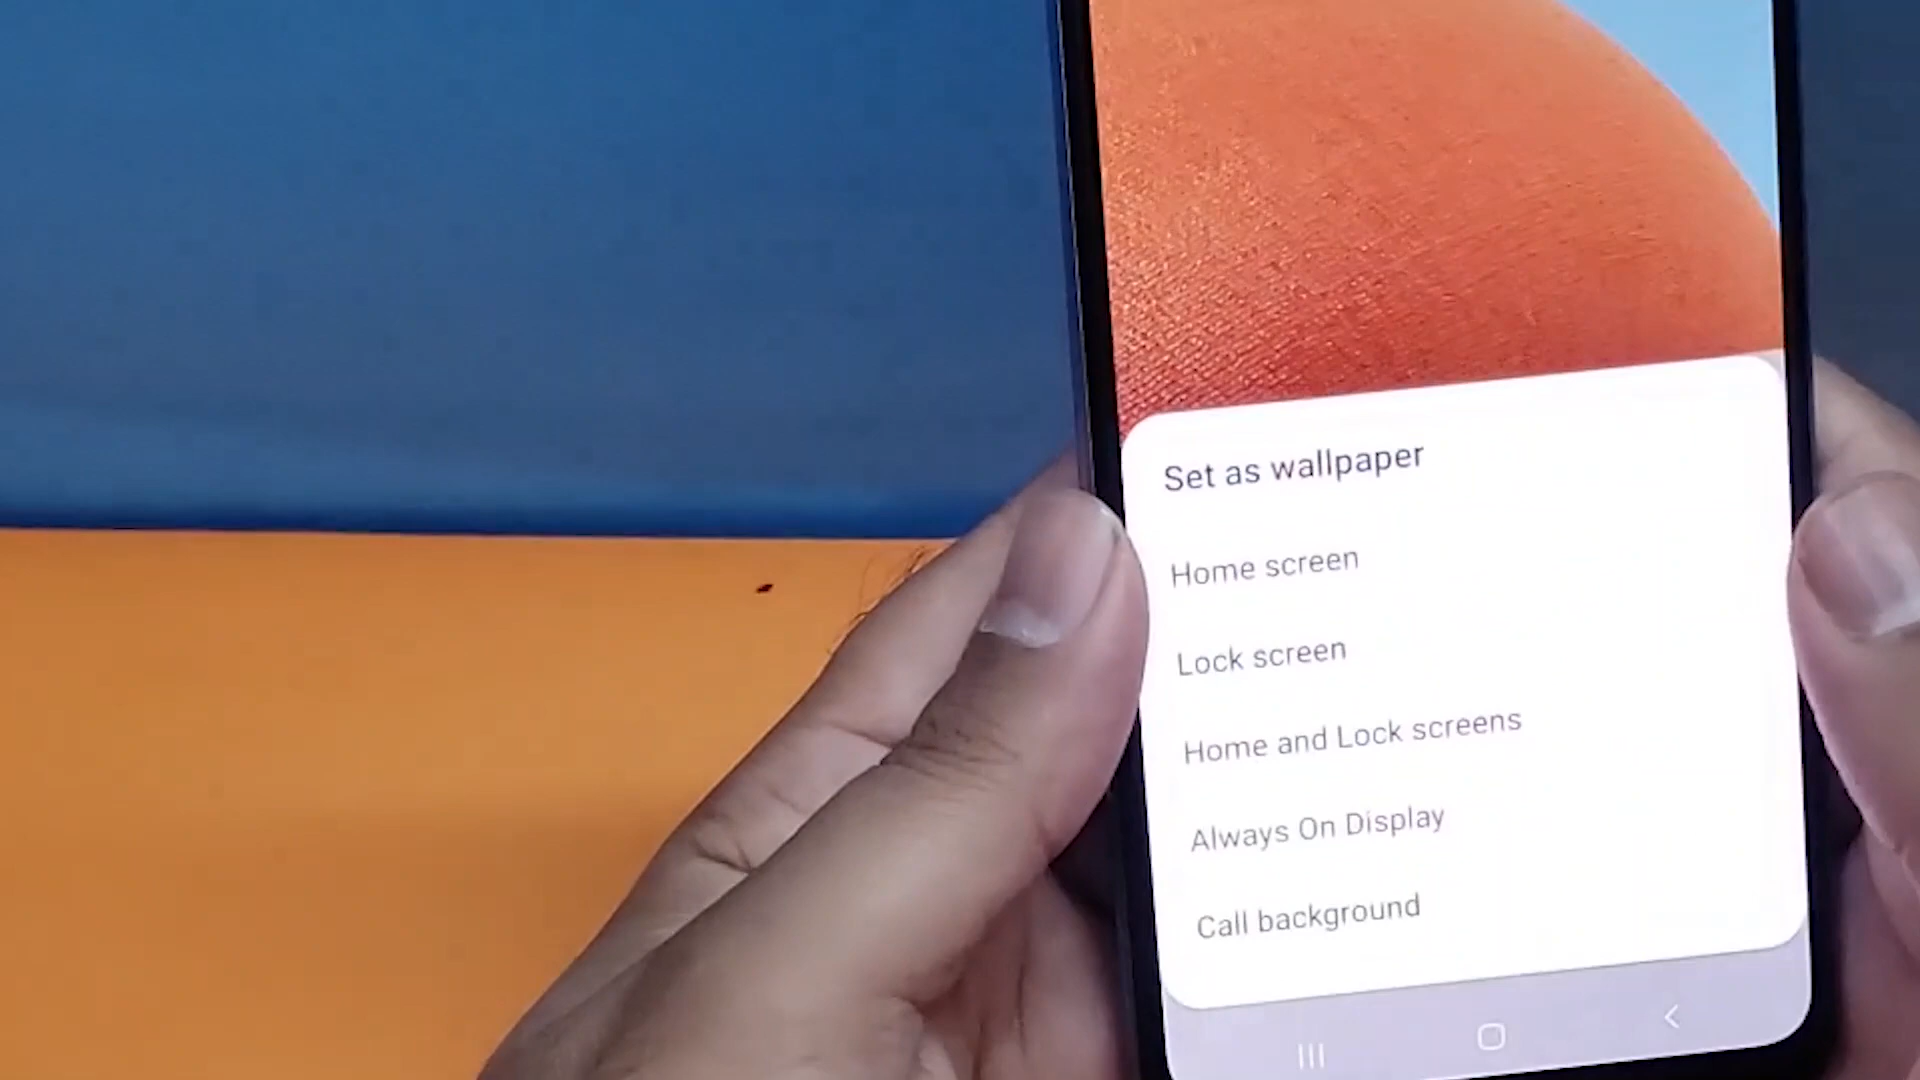 Set as wallpaper
Home screen
Lock screen
Home and Lock screens
Always On Display
Call background